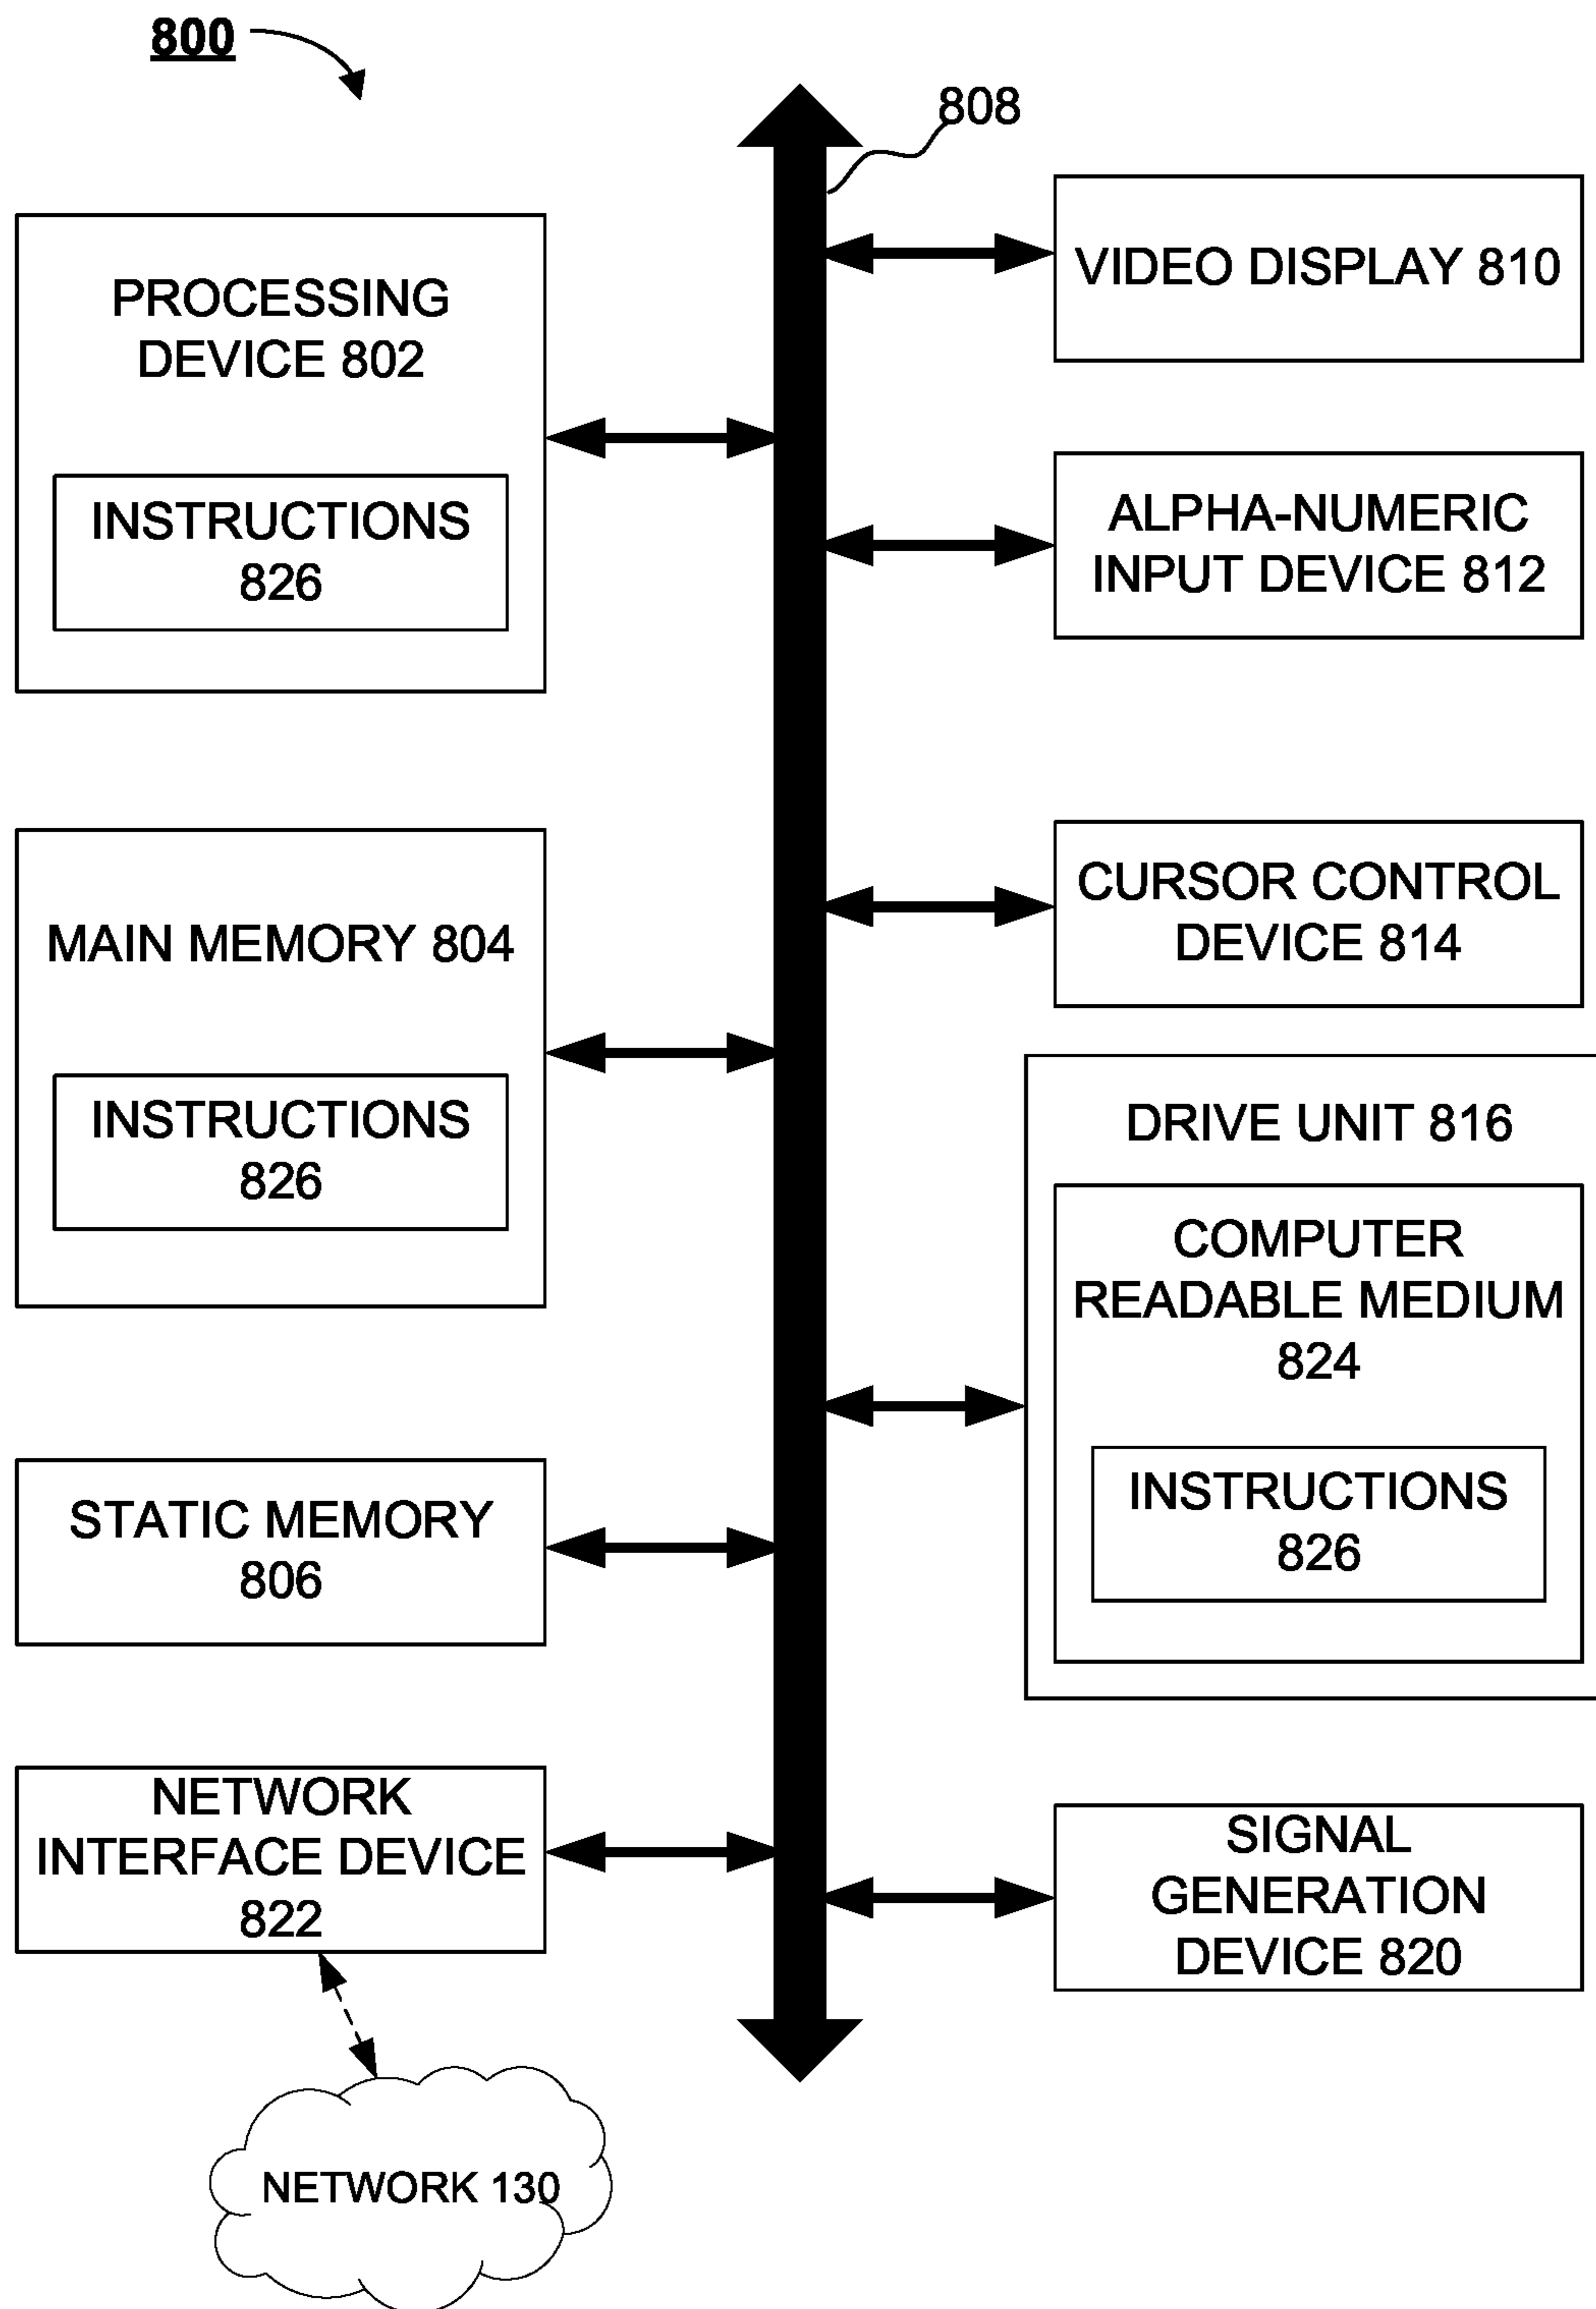 800
808
PROCESSING
DEVICE 802
INSTRUCTIONS
826
MAIN MEMORY 804
INSTRUCTIONS
826
STATIC MEMORY
806
NETWORK
INTERFACE DEVICE
822
NETWORK 130
VIDEO DISPLAY 810
ALPHA-NUMERIC
INPUT DEVICE 812
CURSOR CONTROL
DEVICE 814
DRIVE UNIT 816
COMPUTER
READABLE MEDIUM
824
INSTRUCTIONS
826
SIGNAL
GENERATION
DEVICE 820